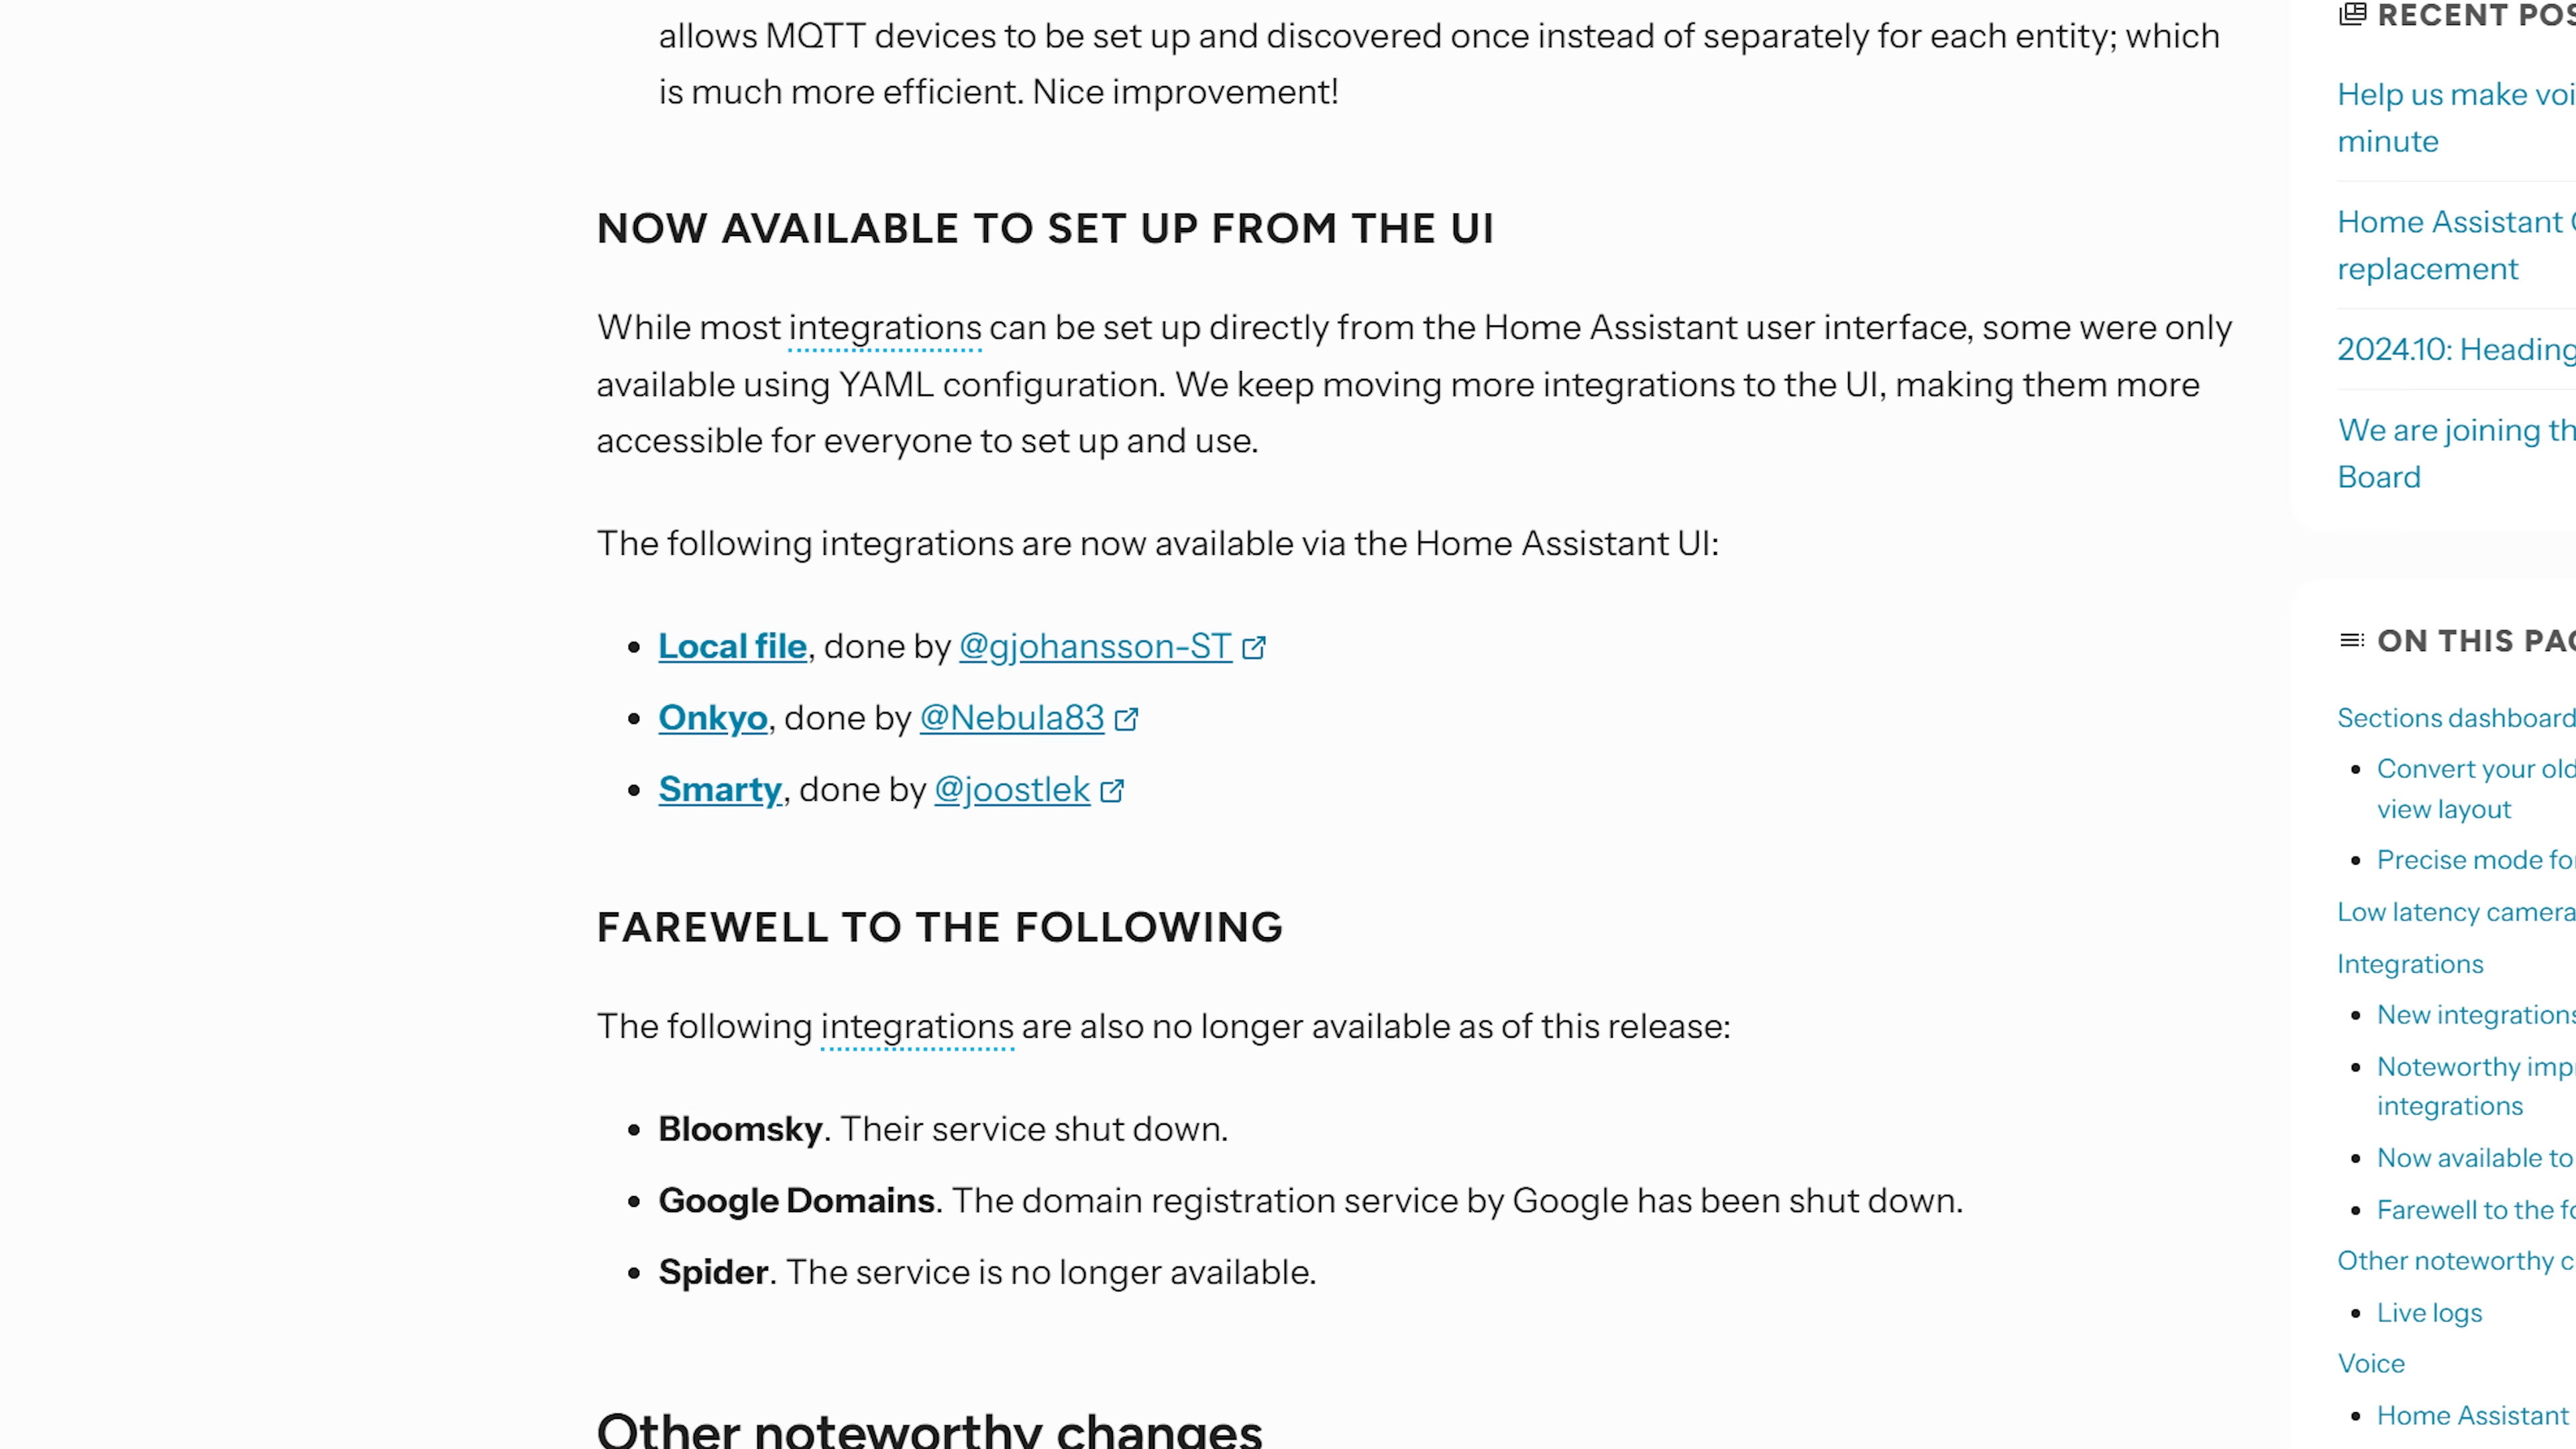 allows MQTT devices to be set up and discovered once instead of separately for each entity; which
is much more efficient. Nice improvement!
NOW AVAILABLE TO SET UP FROM THE UI
While most integrations can be set up directly from the Home Assistant user interface, some were only
available using YAML configuration. We keep moving more integrations to the UI, making them more
accessible for everyone to set up and use.
The following integrations are now available via the Home Assistant UI:
• Local file, done by @gjohansson-ST
• Onkyo, done by @Nebula83
• Smarty, done by @joostlek
FAREWELL TO THE FOLLOWING
The following integrations are also no longer available as of this release:
• Bloomsky. Their service shut down.
• Google Domains. The domain registration service by Google has been shut down.
• Spider. The service is no longer available.
Other noteworthy changes
RECENT
Help us make
minute
Home Assistant
replacement
2024.10: Heading
We are joining
Board
ON THIS
Sections dashboard
• Convert your old
view layout
• Precise mode
Low latency camera
Integrations
• New integrations
• Noteworthy
integrations
• Now available to
• Farewell to the
Other noteworthy
• Live logs
Voice
• Home Assistant